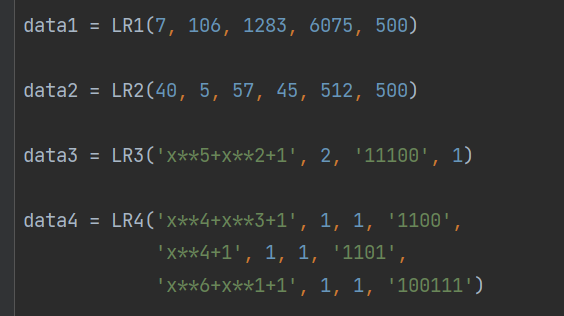 data1 = LR1(7, 106, 1283, 6075, 500)
data2 = LR2(40, 5, 57, 45, 512, 500)
data3 = LR3('x**5+x**2+1', 2, '11100', 1)
data4 = LR4('x**4+x**3+1', 1, 1, '1100',
'x**4+1', 1, 1, '1101',
'x**6+x**1+1', 1, 1, '100111')